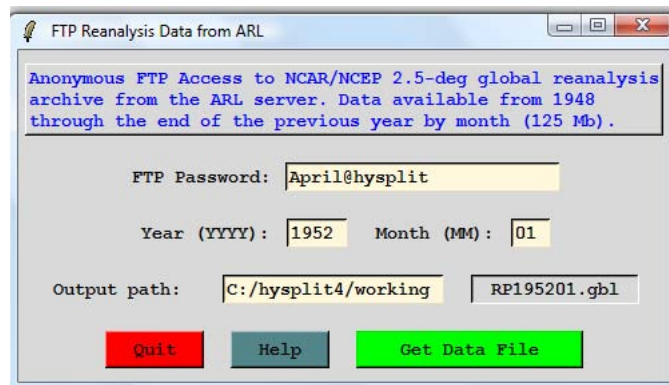 FTP Reanalysis Data from ARL
Anonymous FTP Access to NCAR/NCEP 2.5-deg global reanalysis
archive from the ARL server. Data available from 1948
through the end of the previous year by month (125 Mb).
FTP Password: April@hysplit
Year (YYYY): 1952 Month (MM): 01
Output path: C:/hysplit4/working RP195201.gbl
Quit Help Get Data File